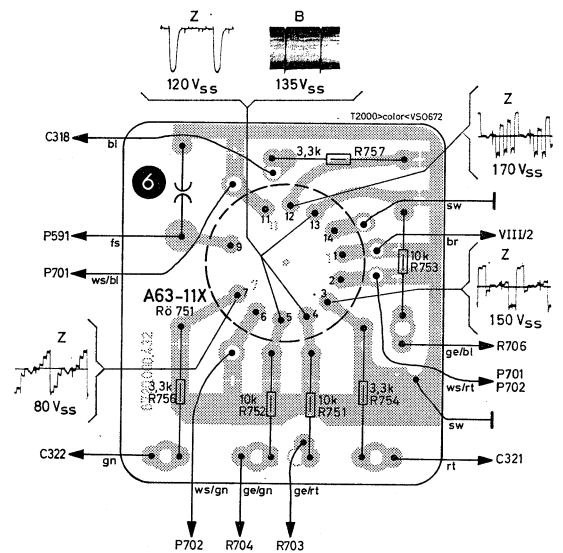 Z
B
120 Vss
135 Vss
T2000>color<VSO672
C318
bl
3,3k R757
Z
170 Vss
6
11
12
13
14
sw
P591
fs
9
1
br
VIII/2
P701
ws/bl
2
10k
R753
A63-11X
Rö 751
7
6
5
4
3
Z
150 Vss
Z
80 Vss
ge/bl
R706
3,3k
R756
10k
R752
10k
R751
3,3k
R754
ws/rt
P701
P702
sw
C322
gn
ws/gn
ge/gn
ge/rt
rt
C321
P702
R704
R703